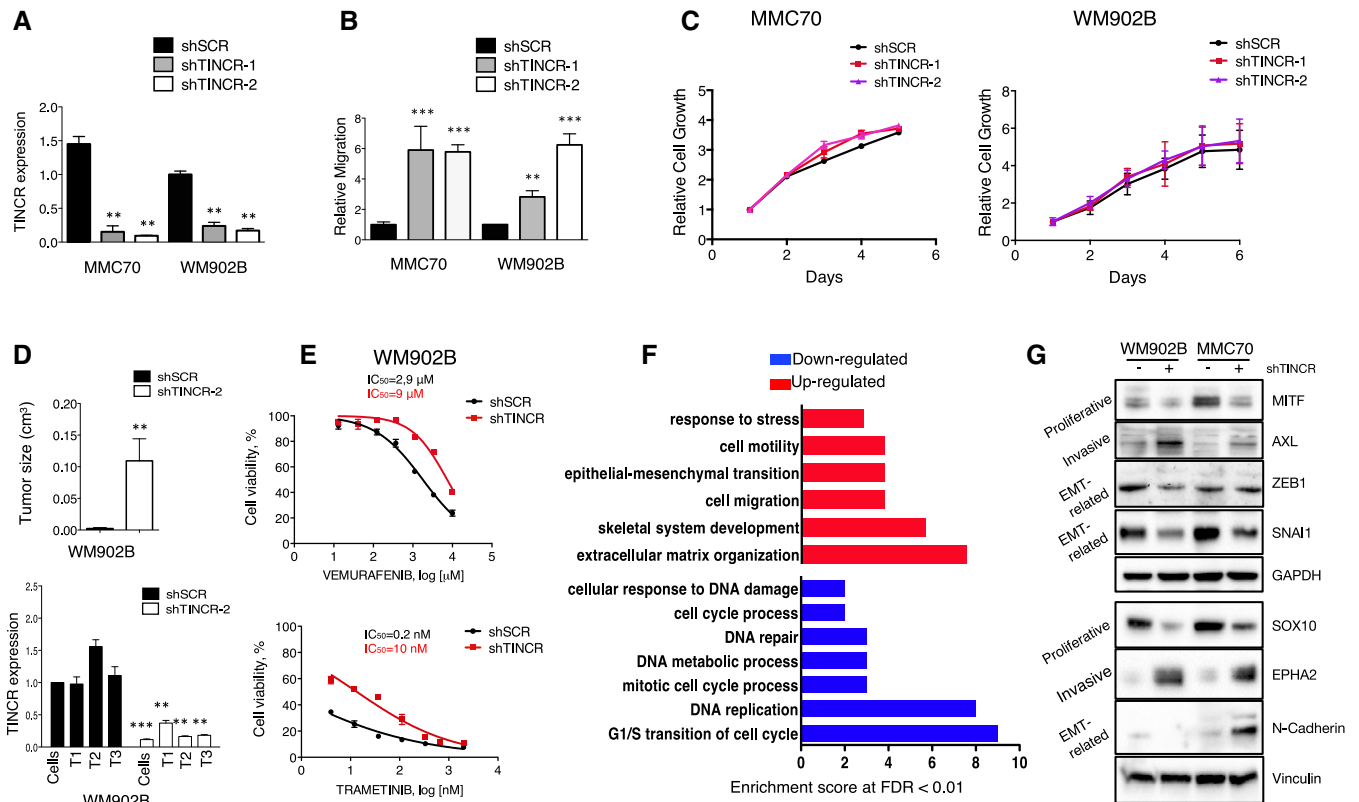 A
shSCR
shTINCR-1
shTINCR-2
TINCR expression
2.0
1.5
1.0
0.5
0.0
** ** ** **
MMC70 WM902B
B
shSCR
shTINCR-1
shTINCR-2
Relative Migration
8
6
4
2
0
*** *** ** ***
MMC70 WM902B
C
MMC70
shSCR
shTINCR-1
shTINCR-2
Relative Cell Growth
5
4
3
2
1
0
0 2 4 6
Days
WM902B
shSCR
shTINCR-1
shTINCR-2
Relative Cell Growth
8
6
4
2
0
0 1 2 3 4 5 6
Days
D
shSCR
shTINCR-2
Tumor size (cm³)
0.20
0.15
0.10
0.05
0.00
**
WM902B
shSCR
shTINCR-2
TINCR expression
2.5
2.0
1.5
1.0
0.5
0.0
*** ** ** **
Cells T1 T2 T3 Cells T1 T2 T3
WM902B
E
WM902B
IC50=2,9 µM
IC50=9 µM
shSCR
shTINCR
Cell viability, %
100
80
60
40
20
0
0 1 2 3 4 5
VEMURAFENIB, log [µM]
IC50=0.2 nM
IC50=10 nM
shSCR
shTINCR
Cell viability, %
100
80
60
40
20
0
0 1 2 3 4
TRAMETINIB, log [nM]
F
Down-regulated
Up-regulated
response to stress
cell motility
epithelial-mesenchymal transition
cell migration
skeletal system development
extracellular matrix organization
cellular response to DNA damage
cell cycle process
DNA repair
DNA metabolic process
mitotic cell cycle process
DNA replication
G1/S transition of cell cycle
0 2 4 6 8 10
Enrichment score at FDR < 0.01
G
WM902B MMC70
- + - + shTINCR
Proliferative MITF
Invasive AXL
EMT-related ZEB1
EMT-related SNAI1
GAPDH
Proliferative SOX10
Invasive EPHA2
EMT-related N-Cadherin
Vinculin